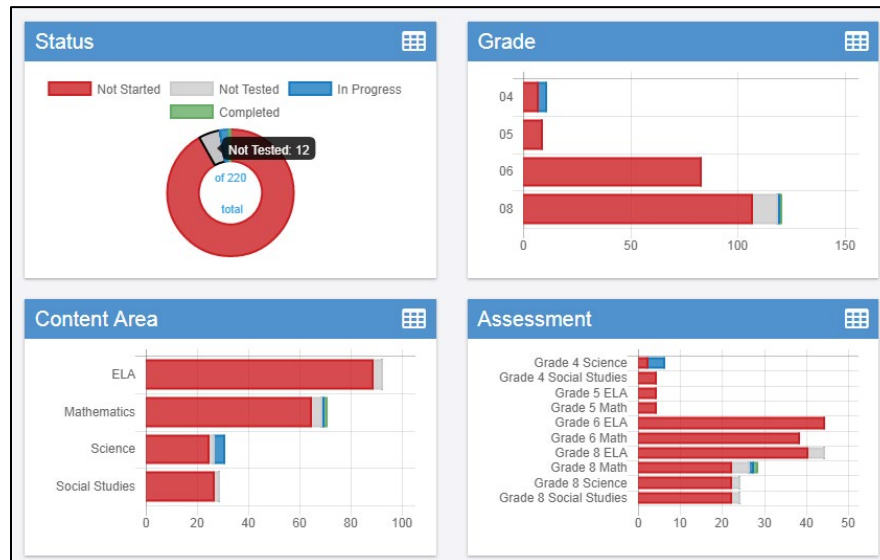 Status
Not Started Not Tested In Progress
Completed
Not Tested: 12
of 220
total
Grade
04
05
06
08
0 50 100 150
Content Area
ELA
Mathematics
Science
Social Studies
0 20 40 60 80 100
Assessment
Grade 4 Science
Grade 4 Social Studies
Grade 5 ELA
Grade 5 Math
Grade 6 ELA
Grade 6 Math
Grade 8 ELA
Grade 8 Math
Grade 8 Science
Grade 8 Social Studies
0 10 20 30 40 50